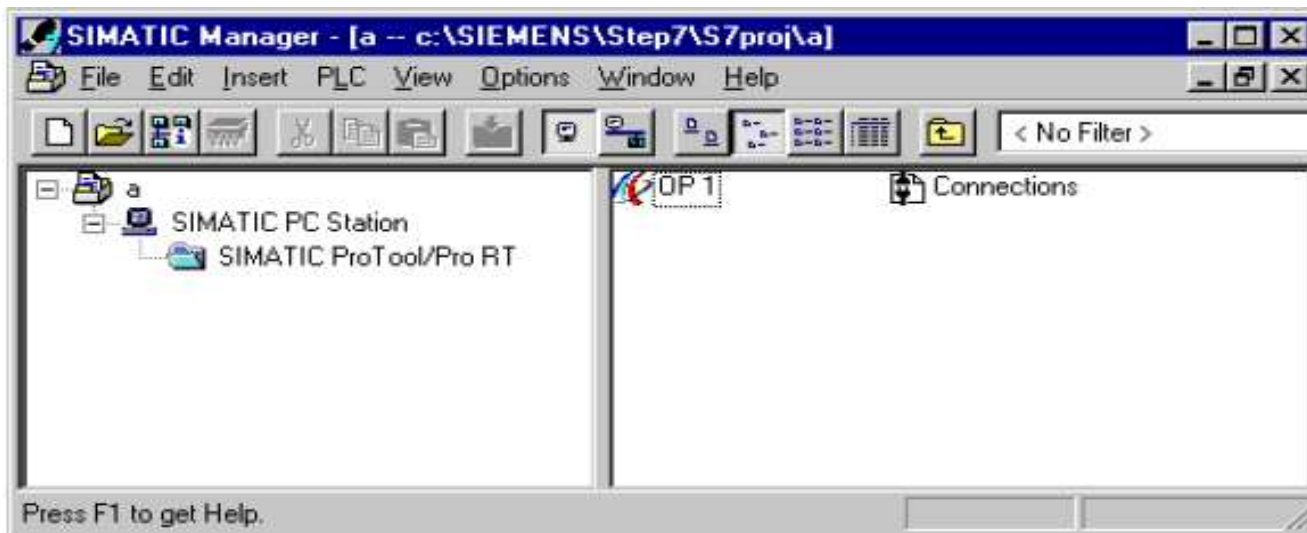 SIMATIC Manager - [a -- c:\SIEMENS\Step7\S7proj\a]
File Edit Insert PLC View Options Window Help
< No Filter >
a
SIMATIC PC Station
SIMATIC ProTool/Pro RT
OP 1 Connections
Press F1 to get Help.